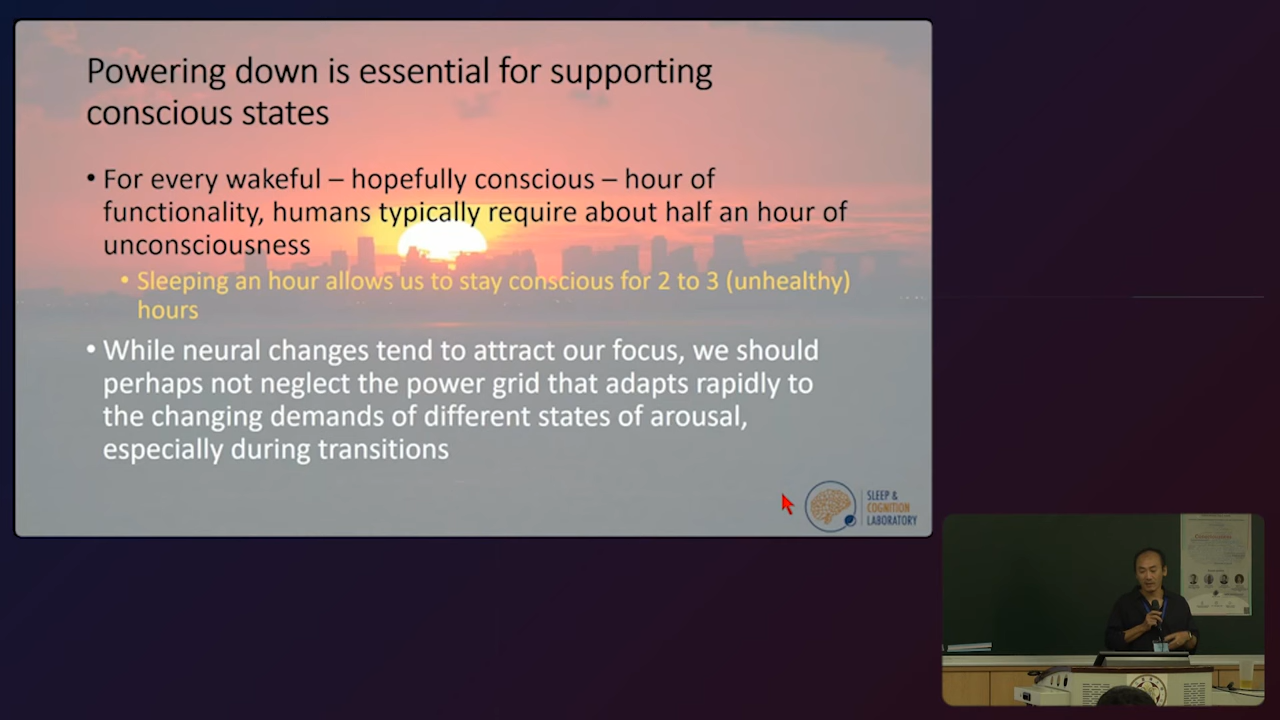 Powering down is essential for supporting
conscious states
• For every wakeful – hopefully conscious – hour of
functionality, humans typically require about half an hour of
unconsciousness
• Sleeping an hour allows us to stay conscious for 2 to 3 (unhealthy)
hours
• While neural changes tend to attract our focus, we should
perhaps not neglect the power grid that adapts rapidly to
the changing demands of different states of arousal,
especially during transitions
SLEEP &
COGNITION
LABORATORY